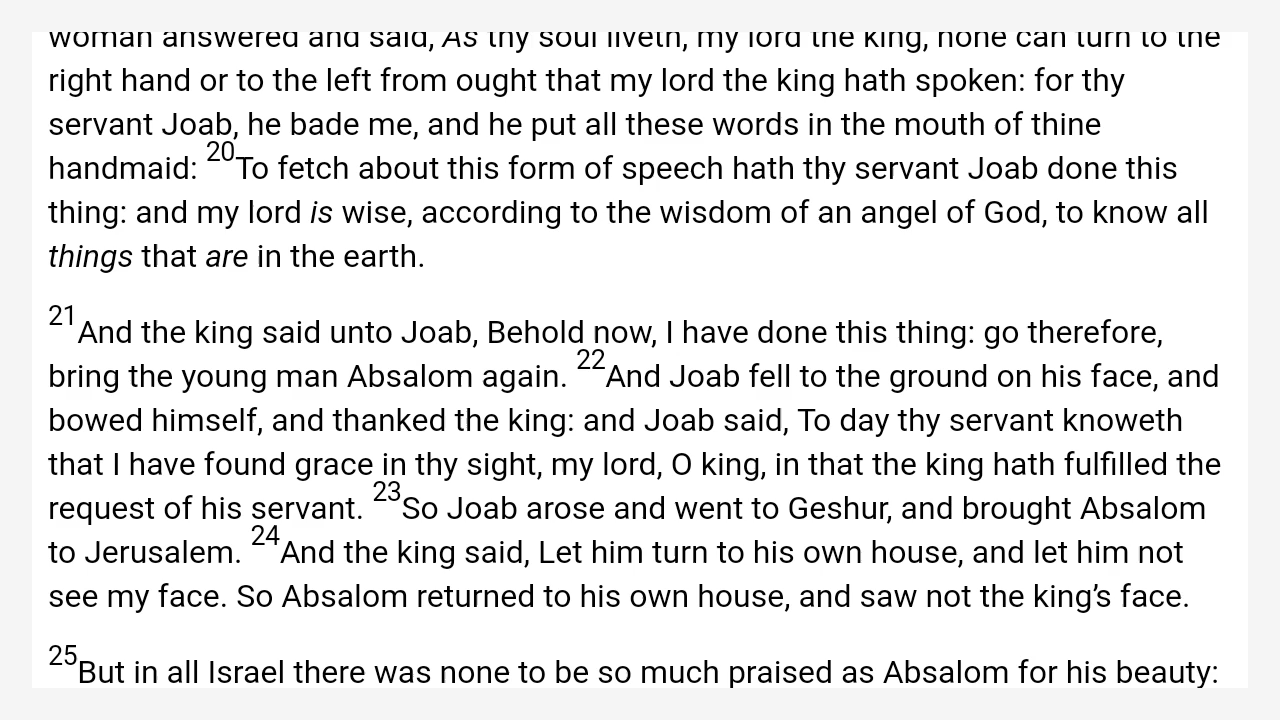 woman answered and said, As thy soul liveth, my lord the king, none can turn to the
right hand or to the left from ought that my lord the king hath spoken: for thy
servant Joab, he bade me, and he put all these words in the mouth of thine
handmaid: 20To fetch about this form of speech hath thy servant Joab done this
thing: and my lord is wise, according to the wisdom of an angel of God, to know all
things that are in the earth.
21And the king said unto Joab, Behold now, I have done this thing: go therefore,
bring the young man Absalom again. 22And Joab fell to the ground on his face, and
bowed himself, and thanked the king: and Joab said, To day thy servant knoweth
that I have found grace in thy sight, my lord, O king, in that the king hath fulfilled the
request of his servant. 23So Joab arose and went to Geshur, and brought Absalom
to Jerusalem. 24And the king said, Let him turn to his own house, and let him not
see my face. So Absalom returned to his own house, and saw not the king’s face.
25But in all Israel there was none to be so much praised as Absalom for his beauty: